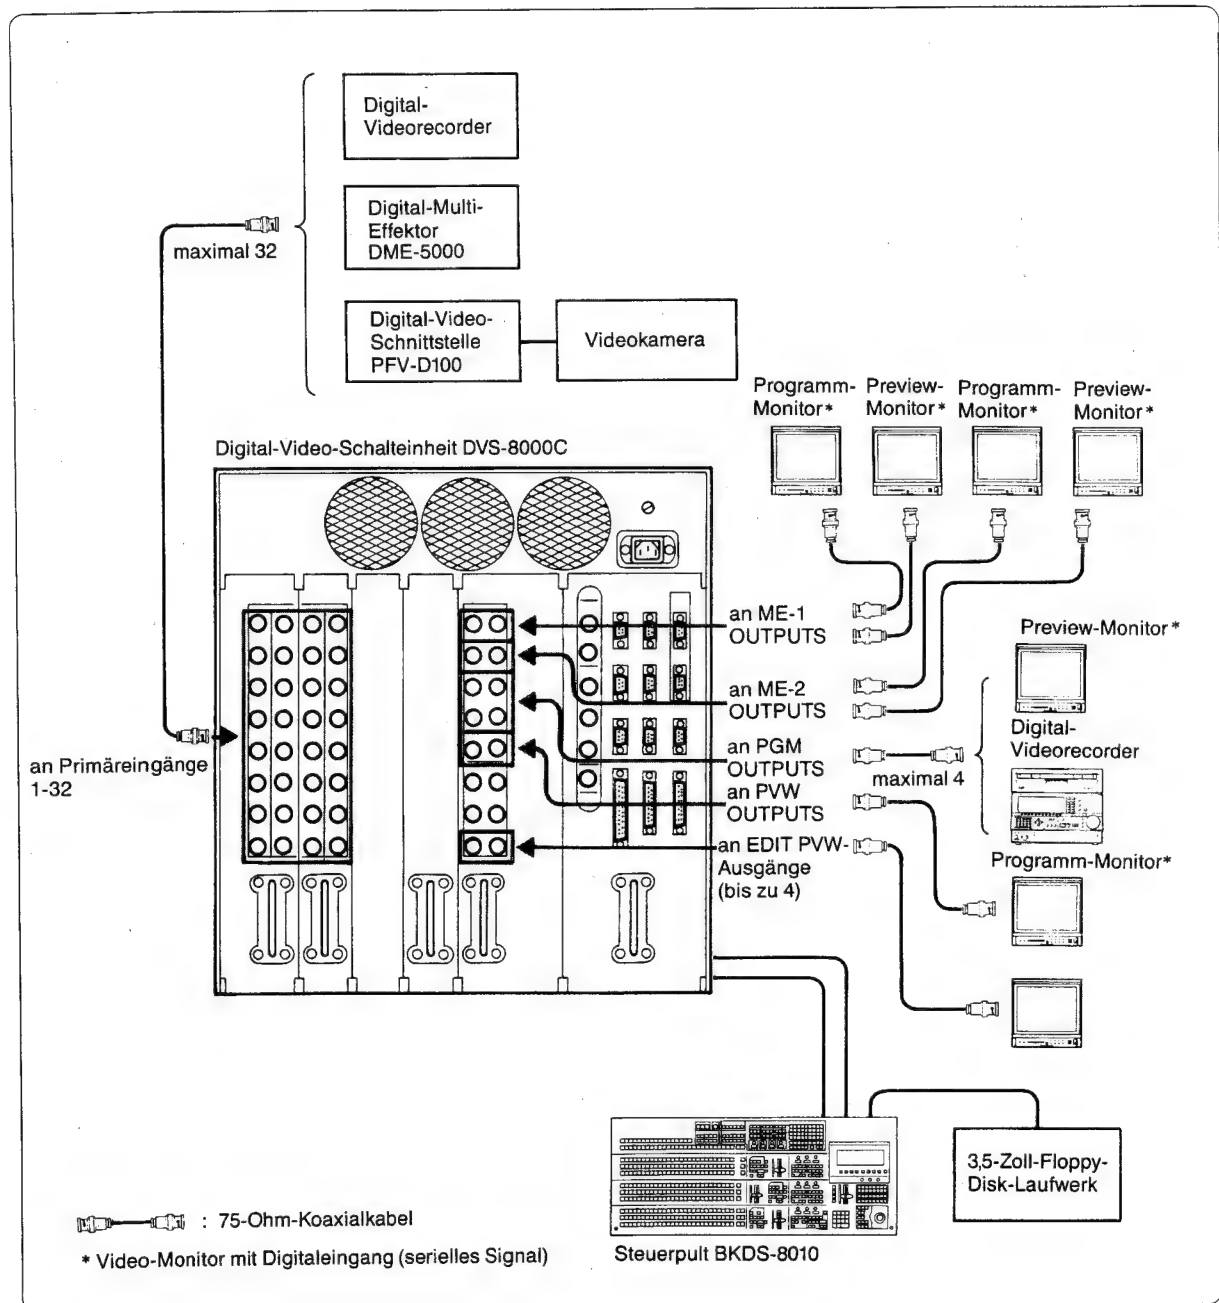 Digital-
Videorecorder
Digital-Multi-
Effektor
DME-5000
maximal 32
Digital-Video-
Schnittstelle
PFV-D100
Videokamera
Programm-
Monitor*
Preview-
Monitor*
Programm-
Monitor*
Preview-
Monitor*
Digital-Video-Schalteinheit DVS-8000C
an ME-1
OUTPUTS
Preview-Monitor*
an ME-2
OUTPUTS
Digital-
Videorecorder
an PGM
OUTPUTS
maximal 4
an Primäreingänge
1-32
an PVW
OUTPUTS
an EDIT PVW-
Ausgänge
(bis zu 4)
Programm-Monitor*
3,5-Zoll-Floppy-
Disk-Laufwerk
: 75-Ohm-Koaxialkabel
* Video-Monitor mit Digitaleingang (serielles Signal)
Steuerpult BKDS-8010